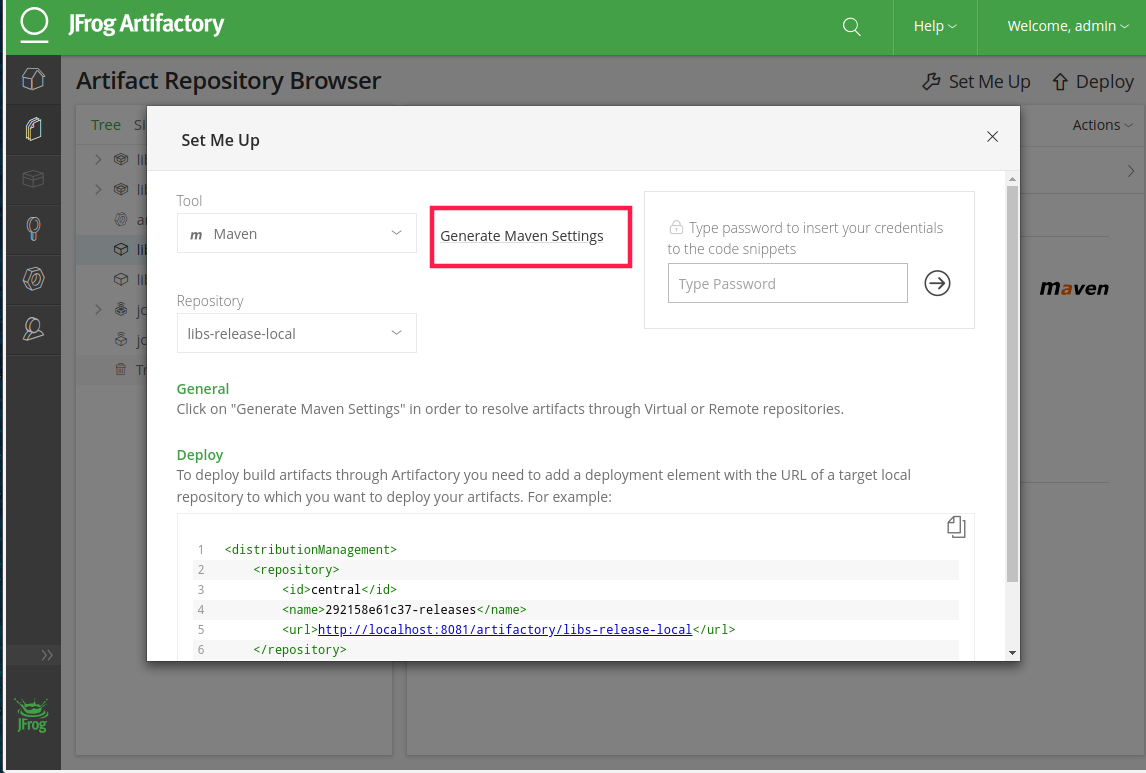 JFrog Artifactory
Help
Welcome, admin
Artifact Repository Browser
Set Me Up
Deploy
Tree
Actions
Set Me Up
Tool
m Maven
Generate Maven Settings
Type password to insert your credentials
to the code snippets
Type Password
Repository
libs-release-local
maven
General
Click on "Generate Maven Settings" in order to resolve artifacts through Virtual or Remote repositories.
Deploy
To deploy build artifacts through Artifactory you need to add a deployment element with the URL of a target local
repository to which you want to deploy your artifacts. For example:
1 <distributionManagement>
2 <repository>
3 <id>central</id>
4 <name>292158e61c37-releases</name>
5 <url>http://localhost:8081/artifactory/libs-release-local</url>
6 </repository>
JFrog